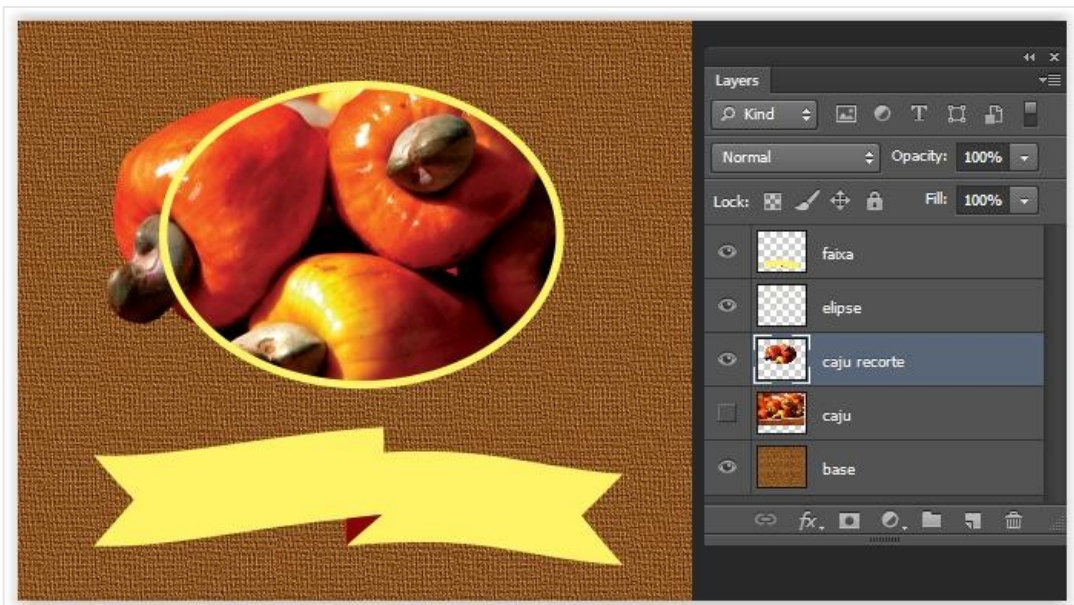 Layers
Kind
Normal Opacity: 100%
Lock: Fill: 100%
faixa
elipse
caju recorte
caju
base